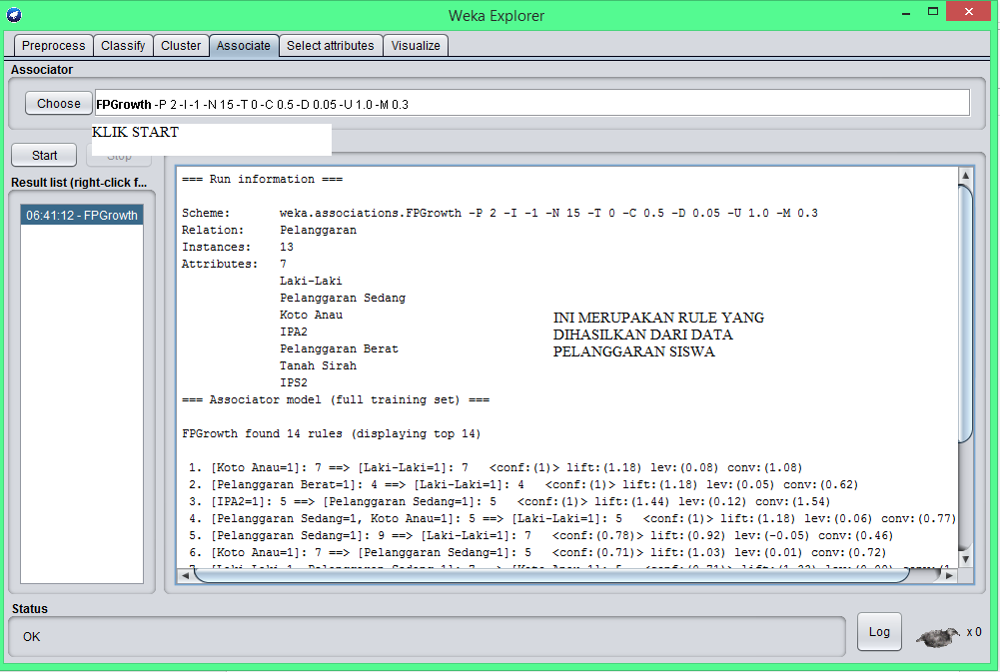 Weka Explorer
Preprocess Classify Cluster Associate Select attributes Visualize
Associator
Choose FPGrowth -P 2 -I -1 -N 15 -T 0 -C 0.5 -D 0.05 -U 1.0 -M 0.3
KLIK START
Start Stop
Result list (right-click f...
06:41:12 - FPGrowth
=== Run information ===
Scheme: weka.associations.FPGrowth -P 2 -I -1 -N 15 -T 0 -C 0.5 -D 0.05 -U 1.0 -M 0.3
Relation: Pelanggaran
Instances: 13
Attributes: 7
Laki-Laki
Pelanggaran Sedang
Koto Anau
IPA2
Pelanggaran Berat
Tanah Sirah
IPS2
INI MERUPAKAN RULE YANG
DIHASILKAN DARI DATA
PELANGGARAN SISWA
=== Associator model (full training set) ===
FPGrowth found 14 rules (displaying top 14)
1. [Koto Anau=1]: 7 ==> [Laki-Laki=1]: 7 <conf:(1)> lift:(1.18) lev:(0.08) conv:(1.08)
2. [Pelanggaran Berat=1]: 4 ==> [Laki-Laki=1]: 4 <conf:(1)> lift:(1.18) lev:(0.05) conv:(0.62)
3. [IPA2=1]: 5 ==> [Pelanggaran Sedang=1]: 5 <conf:(1)> lift:(1.44) lev:(0.12) conv:(1.54)
4. [Pelanggaran Sedang=1, Koto Anau=1]: 5 ==> [Laki-Laki=1]: 5 <conf:(1)> lift:(1.18) lev:(0.06) conv:(0.77)
5. [Pelanggaran Sedang=1]: 9 ==> [Laki-Laki=1]: 7 <conf:(0.78)> lift:(0.92) lev:(-0.05) conv:(0.46)
6. [Koto Anau=1]: 7 ==> [Pelanggaran Sedang=1]: 5 <conf:(0.71)> lift:(1.03) lev:(0.01) conv:(0.72)
Status
OK
Log
x 0